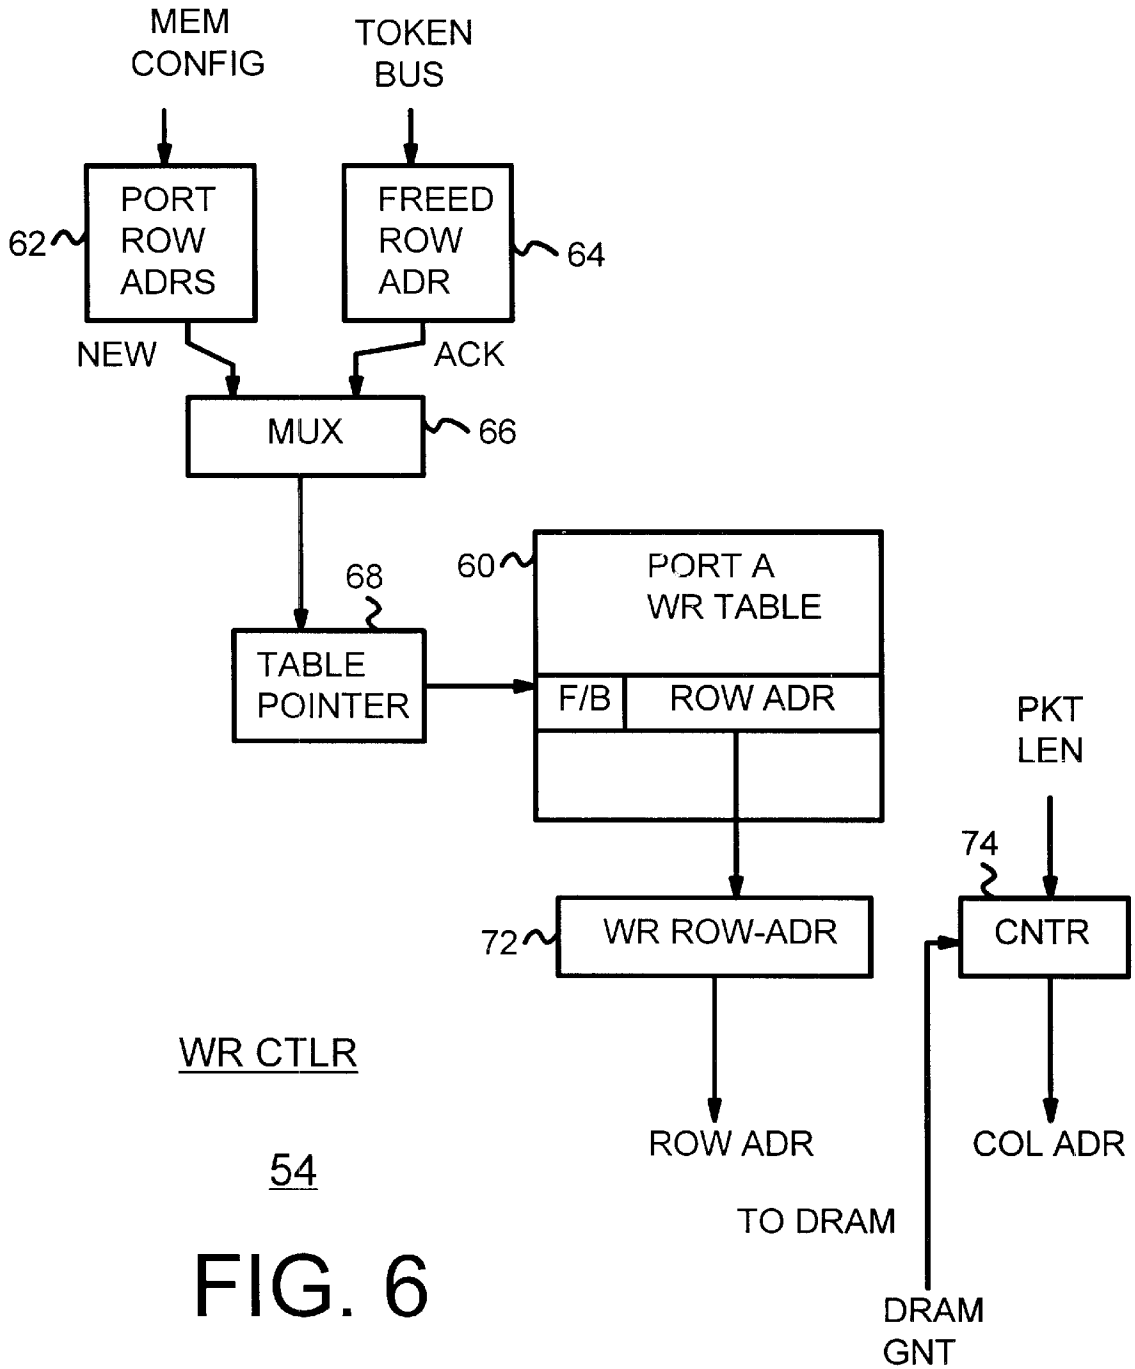 MEM
CONFIG
TOKEN
BUS
PORT
ROW
ADRS
62
FREED
ROW
ADR
64
NEW
ACK
MUX
66
68
TABLE
POINTER
60
PORT A
WR TABLE
F/B
ROW ADR
PKT
LEN
74
CNTR
72
WR ROW-ADR
WR CTLR
54
ROW ADR
COL ADR
TO DRAM
DRAM
GNT
FIG. 6